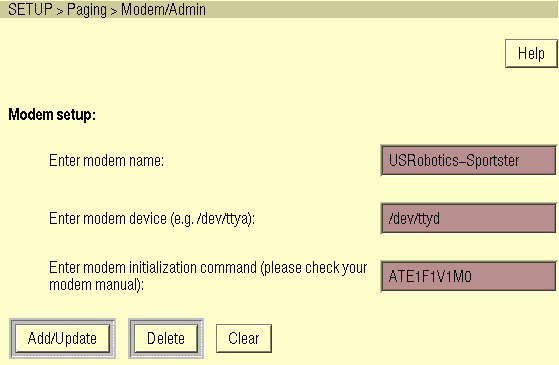 SETUP > Paging > Modem/Admin
Help
Modem setup:
Enter modem name:
USRobotics–Sportster
Enter modem device (e.g. /dev/ttya):
/dev/ttyd
Enter modem initialization command (please check your
modem manual):
ATE1F1V1M0
Add/Update
Delete
Clear